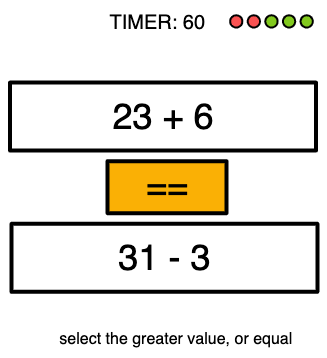 TIMER: 60
23 + 6
==
31 - 3
select the greater value, or equal